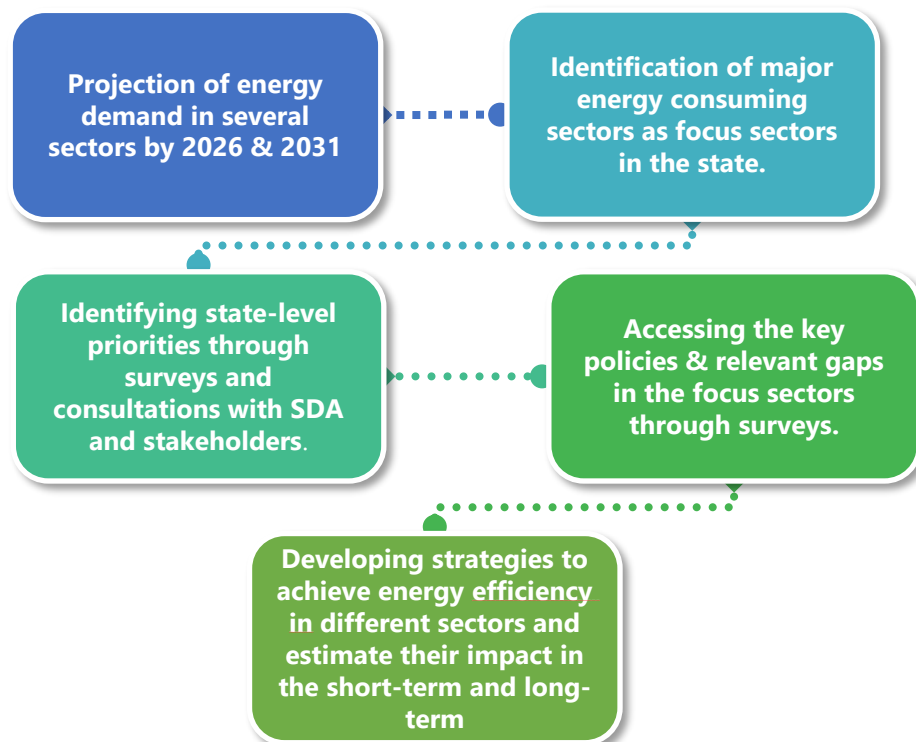 Projection of energy
demand in several
sectors by 2026 & 2031
Identification of major
energy consuming
sectors as focus sectors
in the state.
Identifying state-level
priorities through
surveys and
consultations with SDA
and stakeholders.
Accessing the key
policies & relevant gaps
in the focus sectors
through surveys.
Developing strategies to
achieve energy efficiency
in different sectors and
estimate their impact in
the short-term and long-
term